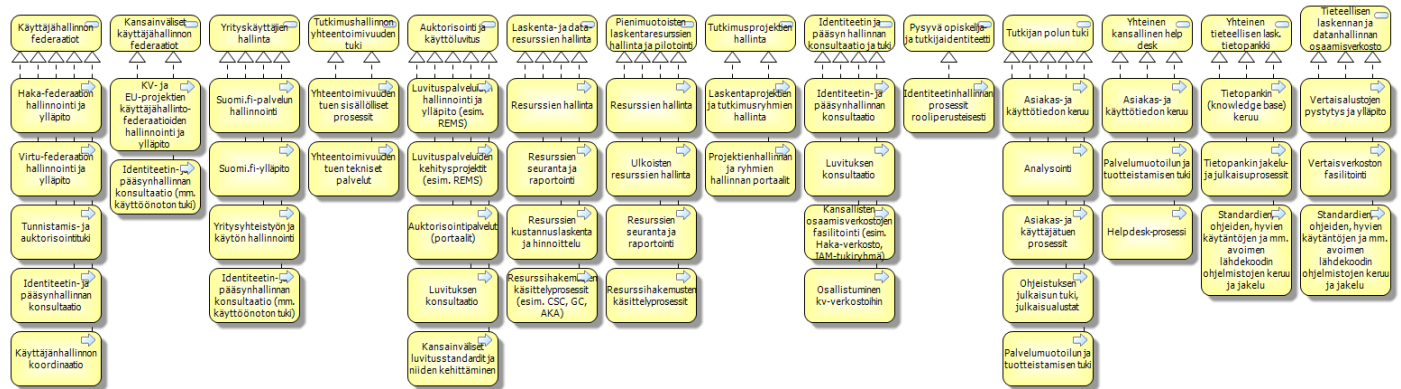 Käyttäjähallinnon
federaatiot
Haka-federaation
hallinnointi ja
ylläpito
Virtu-federaation
hallinnointi ja
ylläpito
Tunnistamis- ja
auktorisointituki
Identiteetin- ja
pääsynhallinnan
konsultaatio
Käyttäjänhallinnon
koordinaatio
Kansainväliset
käyttäjähallinnon
federaatiot
KV- ja
EU-projektien
käyttäjähallinto-
federaatioiden
hallinnointi ja
ylläpito
Identiteetin- ja
pääsynhallinnan
konsultaatio (mm.
käyttöönoton tuki)
Yrityskäyttäjien
hallinta
Suomi.fi-palvelun
hallinnointi
Suomi.fi-ylläpito
Yritysyhteistyön ja
käytön hallinnointi
Identiteetin- ja
pääsynhallinnan
konsultaatio (mm.
käyttöönoton tuki)
Tutkimushallinnon
yhteentoimivuuden
tuki
Yhteentoimivuuden
tuen sisällölliset
prosessit
Yhteentoimivuuden
tuen tekniset
palvelut
Auktorisointi ja
käyttöluvitus
Luvituspalveluiden
hallinnointi ja
ylläpito (esim.
REMS)
Luvituspalveluiden
kehitysprojektit
(esim. REMS)
Auktorisointipalvelut
(portaalit)
Luvituksen
konsultaatio
Kansainväliset
luvitusstandardit ja
niiden kehittäminen
Laskenta- ja data-
resurssien hallinta
Resurssien hallinta
Resurssien
seuranta ja
raportointi
Resurssien
kustannuslaskenta
ja hinnoittelu
Resurssihakemusten
käsittelyprosessit
(esim. CSC, GC,
AKA)
Pienimuotoisten
laskentaresurssien
hallinta ja pilotointi
Resurssien hallinta
Ulkoisten
resurssien hallinta
Resurssien
seuranta ja
raportointi
Resurssihakemusten
käsittelyprosessit
Tutkimusprojektien
hallinta
Laskentaprojektien
ja tutkimusryhmien
hallinta
Projektienhallinnan
ja ryhmien
hallinnan portaalit
Identiteetin ja
pääsyn hallinnan
konsultaatio ja tuki
Identiteetin- ja
pääsynhallinnan
konsultaatio
Luvituksen
konsultaatio
Kansallisten
osaamisverkostojen
fasilitointi (esim.
Haka-verkosto,
IAM-tukiryhmä)
Osallistuminen
kv-verkostoihin
Pysyvä opiskelija-
ja tutkijaidentiteetti
Identiteetinhallinnan
prosessit
rooliperusteisesti
Tutkijan polun tuki
Asiakas- ja
käyttötiedon keruu
Analysointi
Asiakas- ja
käyttäjätuen
prosessit
Ohjeistuksen
julkaisun tuki,
julkaisualustat
Palvelumuotoilun ja
tuotteistamisen tuki
Yhteinen
kansallinen help
desk
Asiakas- ja
käyttötiedon keruu
Palvelumuotoilun ja
tuotteistamisen tuki
Helpdesk-prosessi
Yhteinen
tieteellisen lask.
tietopankki
Tietopankin
(knowledge base)
keruu
Tietopankin jakelu-
ja julkaisuprosessit
Standardien,
ohjeiden, hyvien
käytäntöjen ja mm.
avoimen
lähdekoodin
ohjelmistojen keruu
ja jakelu
Tieteellisen
laskennan ja
datanhallinnan
osaamisverkosto
Vertaisalustojen
pystytys ja ylläpito
Vertaisverkoston
fasilitointi
Standardien,
ohjeiden, hyvien
käytäntöjen ja mm.
avoimen
lähdekoodin
ohjelmistojen keruu
ja jakelu